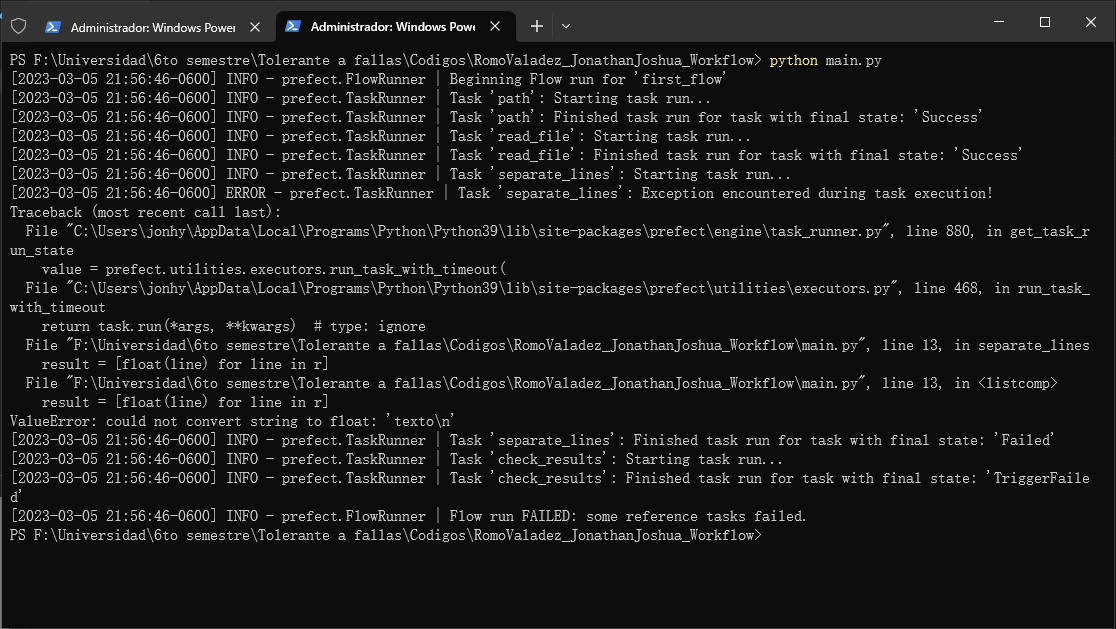 Administrador: Windows Power
Administrador: Windows Powe
PS F:\Universidad\6to semestre\Tolerante a fallas\Codigos\RomoValadez_JonathanJoshua_Workflow> python main.py
[2023-03-05 21:56:46-0600] INFO - prefect.FlowRunner | Beginning Flow run for 'first_flow'
[2023-03-05 21:56:46-0600] INFO - prefect.TaskRunner | Task 'path': Starting task run...
[2023-03-05 21:56:46-0600] INFO - prefect.TaskRunner | Task 'path': Finished task run for task with final state: 'Success'
[2023-03-05 21:56:46-0600] INFO - prefect.TaskRunner | Task 'read_file': Starting task run...
[2023-03-05 21:56:46-0600] INFO - prefect.TaskRunner | Task 'read_file': Finished task run for task with final state: 'Success'
[2023-03-05 21:56:46-0600] INFO - prefect.TaskRunner | Task 'separate_lines': Starting task run...
[2023-03-05 21:56:46-0600] ERROR - prefect.TaskRunner | Task 'separate_lines': Exception encountered during task execution!
Traceback (most recent call last):
  File "C:\Users\jonhy\AppData\Local\Programs\Python\Python39\lib\site-packages\prefect\engine\task_runner.py", line 880, in get_task_r
un_state
    value = prefect.utilities.executors.run_task_with_timeout(
  File "C:\Users\jonhy\AppData\Local\Programs\Python\Python39\lib\site-packages\prefect\utilities\executors.py", line 468, in run_task_
with_timeout
    return task.run(*args, **kwargs)  # type: ignore
  File "F:\Universidad\6to semestre\Tolerante a fallas\Codigos\RomoValadez_JonathanJoshua_Workflow\main.py", line 13, in separate_lines
    result = [float(line) for line in r]
  File "F:\Universidad\6to semestre\Tolerante a fallas\Codigos\RomoValadez_JonathanJoshua_Workflow\main.py", line 13, in <listcomp>
    result = [float(line) for line in r]
ValueError: could not convert string to float: 'texto\n'
[2023-03-05 21:56:46-0600] INFO - prefect.TaskRunner | Task 'separate_lines': Finished task run for task with final state: 'Failed'
[2023-03-05 21:56:46-0600] INFO - prefect.TaskRunner | Task 'check_results': Starting task run...
[2023-03-05 21:56:46-0600] INFO - prefect.TaskRunner | Task 'check_results': Finished task run for task with final state: 'TriggerFaile
d'
[2023-03-05 21:56:46-0600] INFO - prefect.FlowRunner | Flow run FAILED: some reference tasks failed.
PS F:\Universidad\6to semestre\Tolerante a fallas\Codigos\RomoValadez_JonathanJoshua_Workflow>